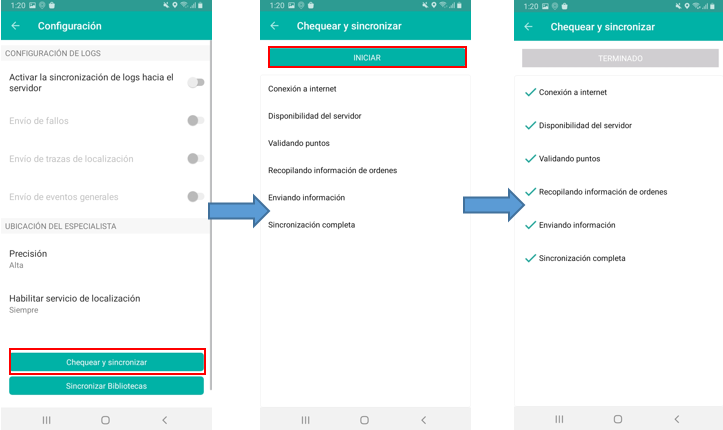 1:20
Configuración
CONFIGURACIÓN DE LOGS
Activar la sincronización de logs hacia el
servidor
Envío de fallos
Envío de trazas de localización
Envío de eventos generales
UBICACIÓN DEL ESPECIALISTA
Precisión
Alta
Habilitar servicio de localización
Siempre
Chequear y sincronizar
Sincronizar Bibliotecas
1:20
Chequear y sincronizar
INICIAR
Conexión a internet
Disponibilidad del servidor
Validando puntos
Recopilando información de ordenes
Enviando información
Sincronización completa
1:20
Chequear y sincronizar
TERMINADO
Conexión a internet
Disponibilidad del servidor
Validando puntos
Recopilando información de ordenes
Enviando información
Sincronización completa